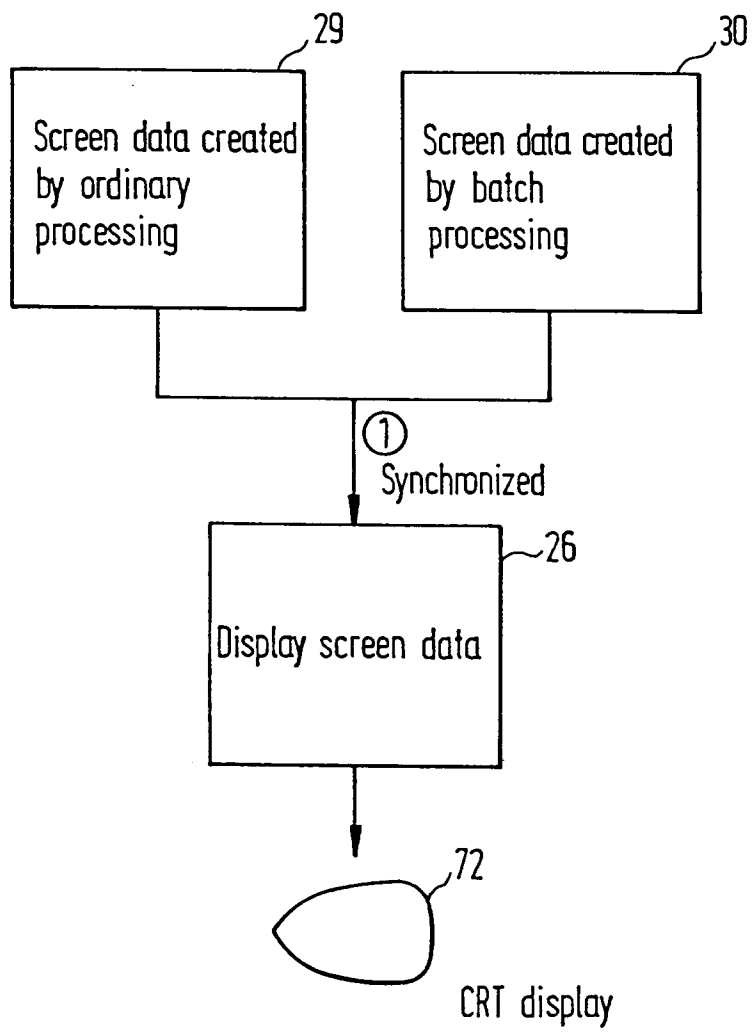 29
30
Screen data created
by ordinary
processing
Screen data created
by batch
processing
1
Synchronized
26
Display screen data
72
CRT display